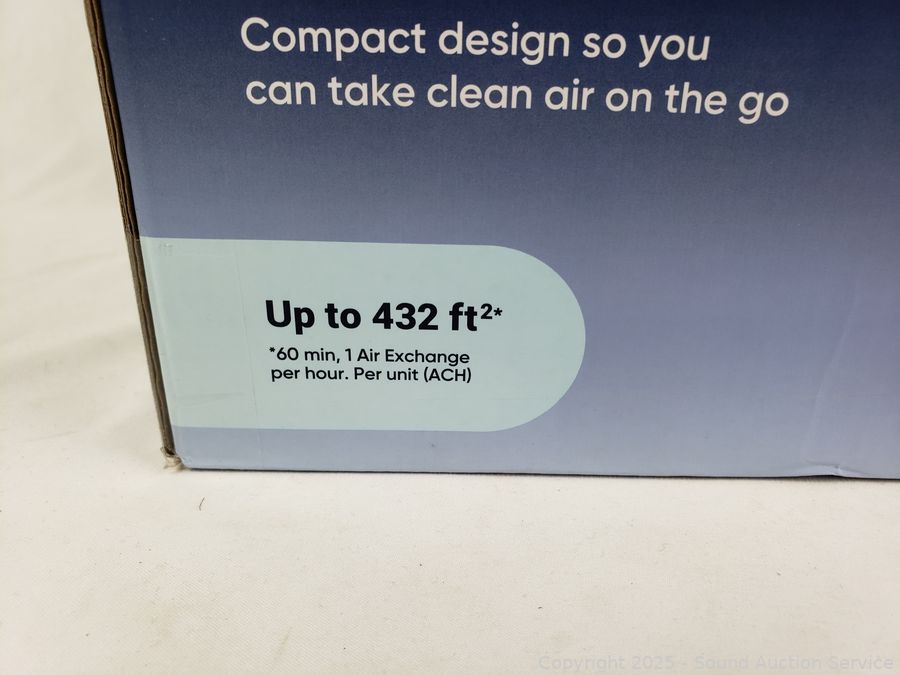 Compact design so you
can take clean air on the go
Up to 432 ft²*
*60 min, 1 Air Exchange
per hour. Per unit (ACH)
Copyright 2025 - Sound Auction Service